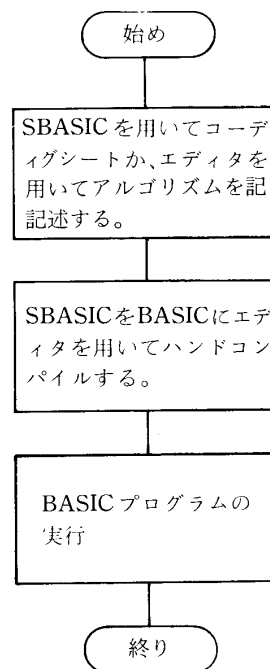 始め
SBASICを用いてコーデ
ィグシートか、エディタを
用いてアルゴリズムを記
記述する。
SBASICをBASICにエデ
ィタを用いてハンドコン
パイルする。
BASICプログラムの
実行
終り